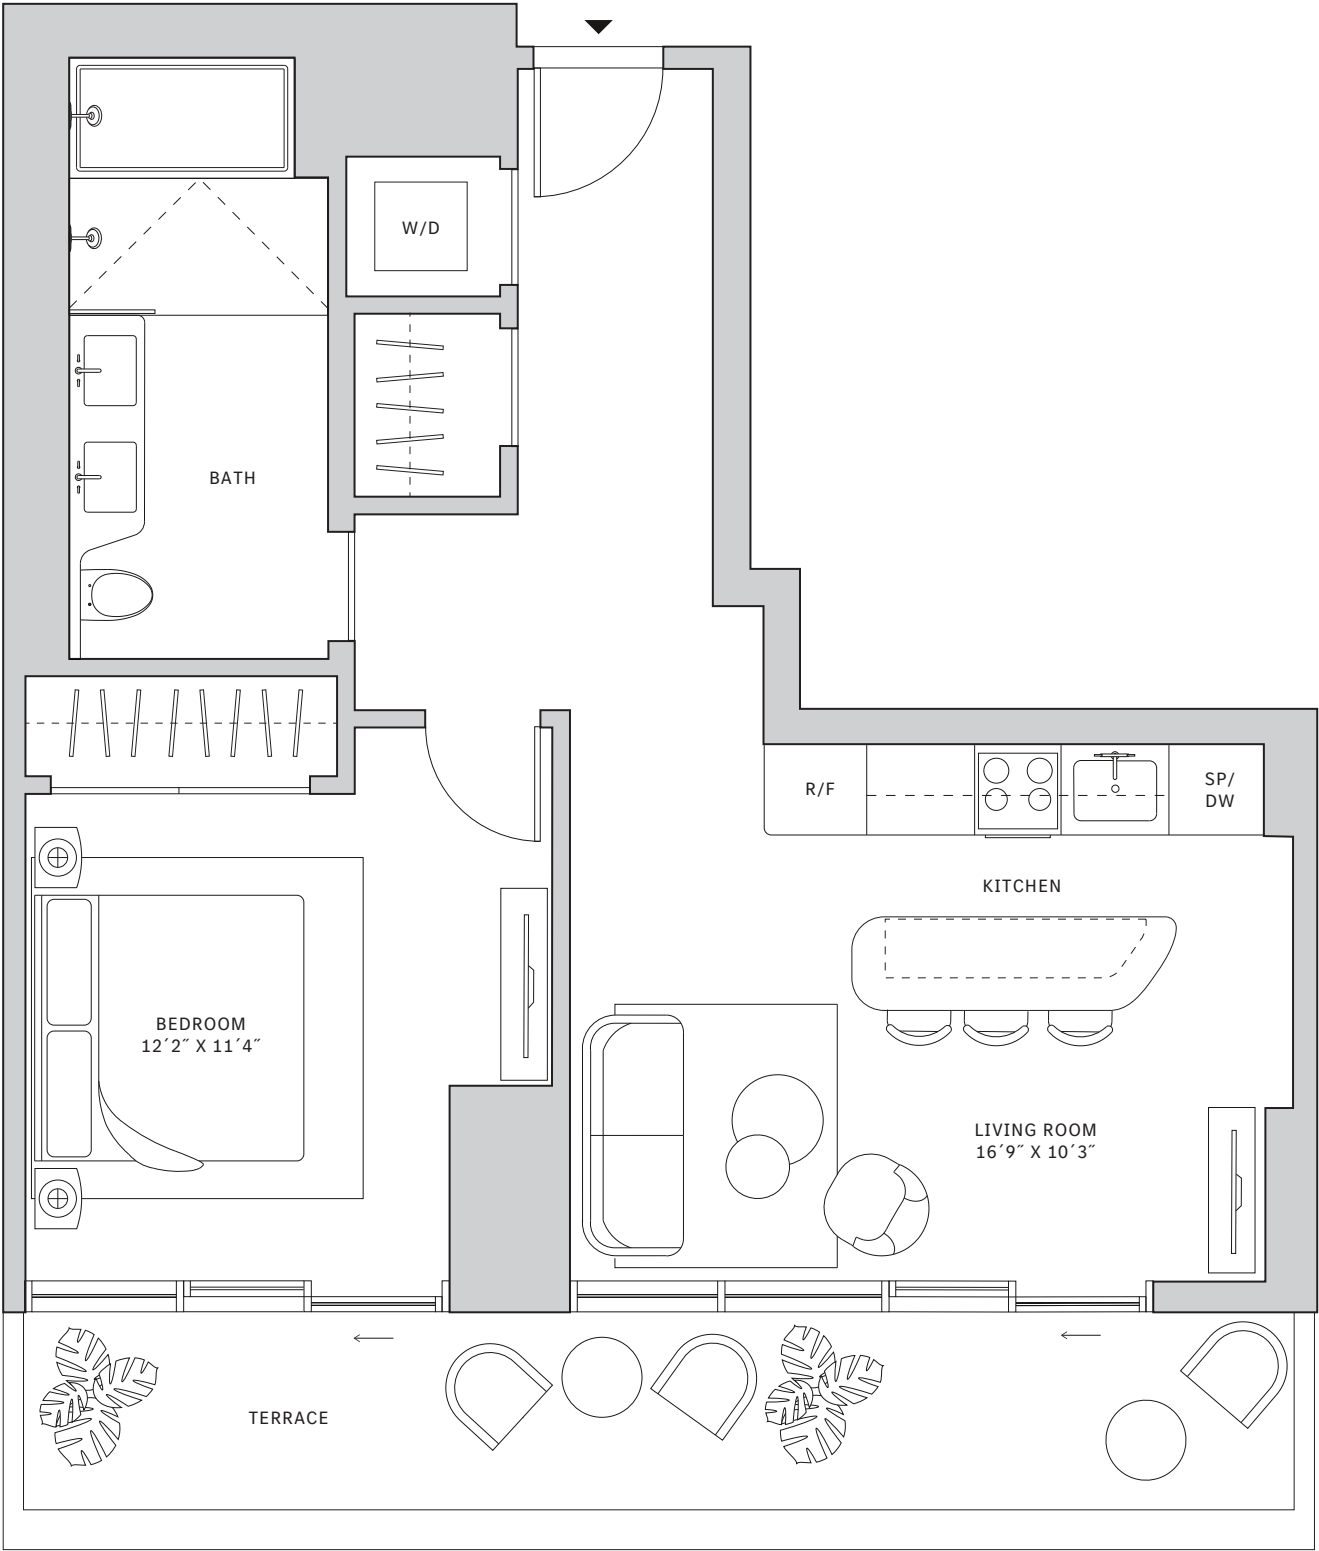 W/D
BATH
R/F
SP/
DW
KITCHEN
BEDROOM
12´2˝ X 11´4˝
LIVING ROOM
16´9˝ X 10´3˝
TERRACE